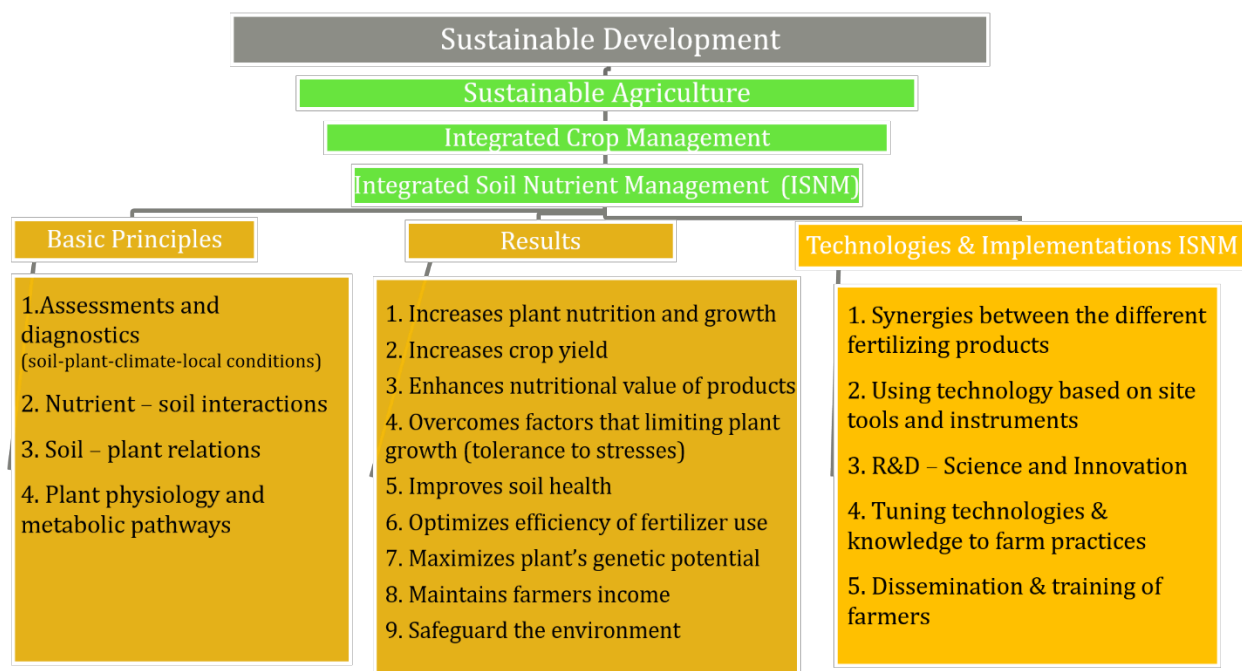 Sustainable Development
Sustainable Agriculture
Integrated Crop Management
Integrated Soil Nutrient Management (ISNM)
Basic Principles
1.Assessments and
diagnostics
(soil-plant-climate-local conditions)
2. Nutrient – soil interactions
3. Soil – plant relations
4. Plant physiology and
metabolic pathways
Results
1. Increases plant nutrition and growth
2. Increases crop yield
3. Enhances nutritional value of products
4. Overcomes factors that limiting plant
growth (tolerance to stresses)
5. Improves soil health
6. Optimizes efficiency of fertilizer use
7. Maximizes plant’s genetic potential
8. Maintains farmers income
9. Safeguard the environment
Technologies & Implementations ISNM
1. Synergies between the different
fertilizing products
2. Using technology based on site
tools and instruments
3. R&D – Science and Innovation
4. Tuning technologies &
knowledge to farm practices
5. Dissemination & training of
farmers